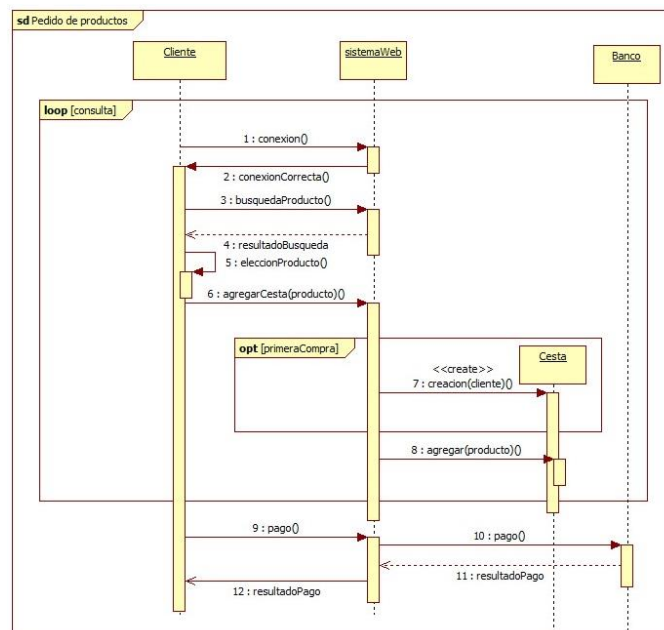 sd Pedido de productos
Cliente
sistemaWeb
Banco
loop [consulta]
1 : conexion()
2 : conexionCorrecta()
3 : busquedaProducto()
4 : resultadoBusqueda
5 : eleccionProducto()
6 : agregarCesta(producto)()
opt [primeraCompra]
Cesta
<<create>>
7 : creacion(cliente)()
8 : agregar(producto)()
9 : pago()
10 : pago()
11 : resultadoPago
12 : resultadoPago